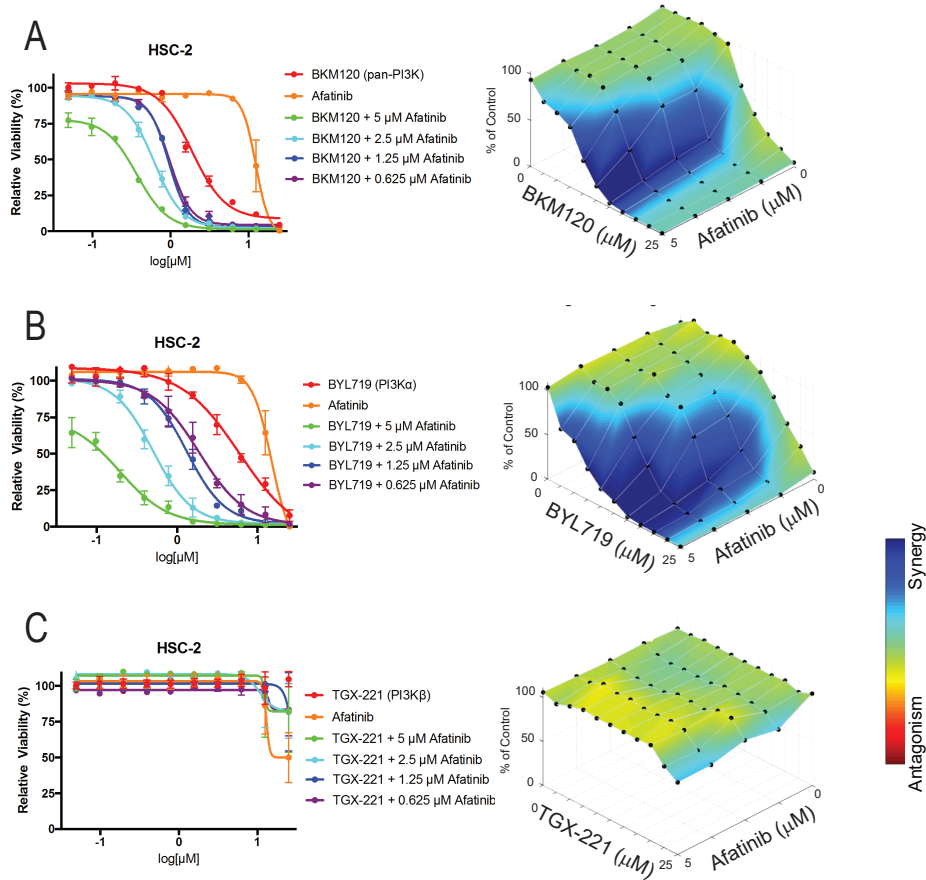 A
HSC-2
Relative Viability (%)
100
75
50
25
0
-1
0
1
log[µM]
BKM120 (pan-PI3K)
Afatinib
BKM120 + 5 µM Afatinib
BKM120 + 2.5 µM Afatinib
BKM120 + 1.25 µM Afatinib
BKM120 + 0.625 µM Afatinib
% of Control
100
50
0
0
BKM120 (µM)
25
5
Afatinib (µM)
0
B
HSC-2
Relative Viability (%)
100
75
50
25
0
-1
0
1
log[µM]
BYL719 (PI3Kα)
Afatinib
BYL719 + 5 µM Afatinib
BYL719 + 2.5 µM Afatinib
BYL719 + 1.25 µM Afatinib
BYL719 + 0.625 µM Afatinib
% of Control
100
50
0
0
BYL719 (µM)
25
5
Afatinib (µM)
0
Synergy
Antagonism
C
HSC-2
Relative Viability (%)
100
75
50
25
0
-1
0
1
log[µM]
TGX-221 (PI3Kβ)
Afatinib
TGX-221 + 5 µM Afatinib
TGX-221 + 2.5 µM Afatinib
TGX-221 + 1.25 µM Afatinib
TGX-221 + 0.625 µM Afatinib
% of Control
100
50
0
0
TGX-221 (µM)
25
5
Afatinib (µM)
0